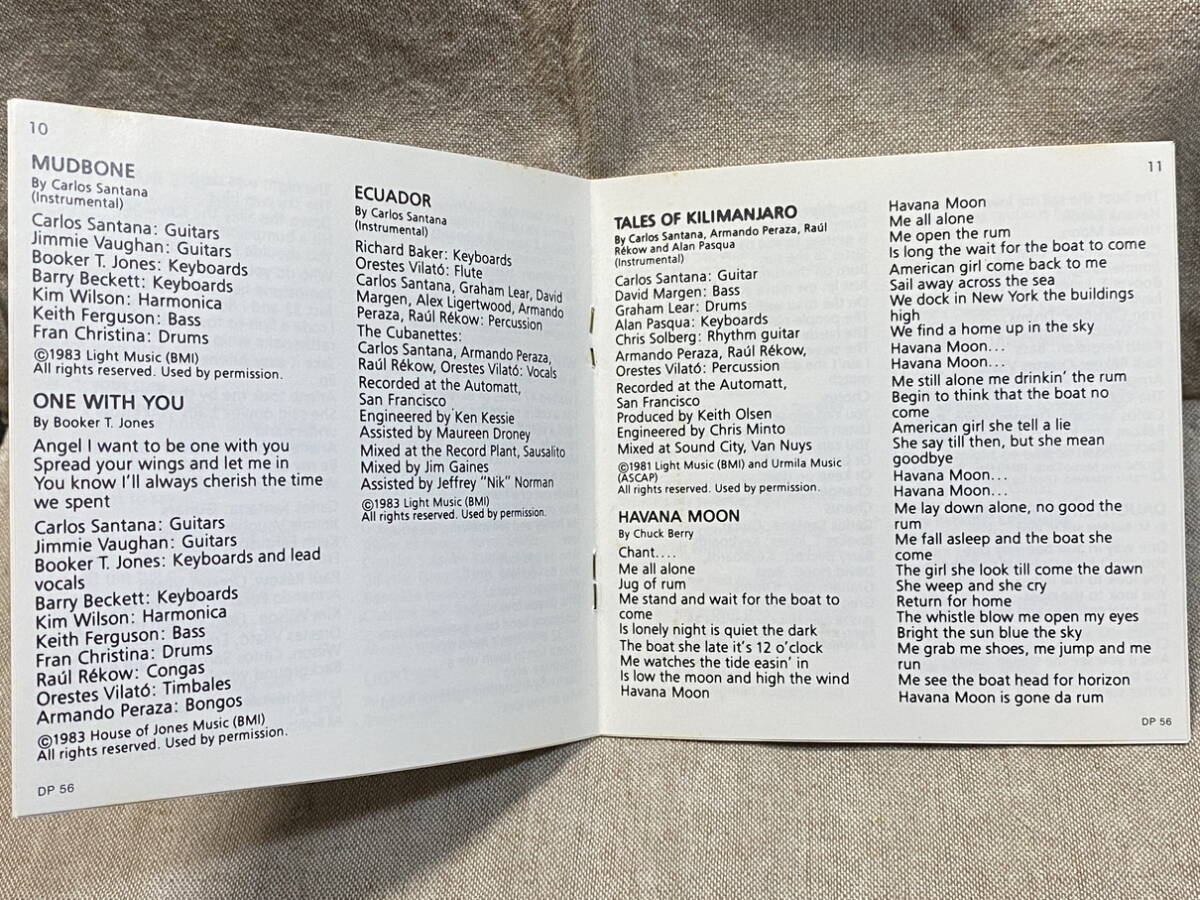 10
MUDBONE
By Carlos Santana
(Instrumental)
Carlos Santana: Guitars
Jimmie Vaughan: Guitars
Booker T. Jones: Keyboards
Barry Beckett: Keyboards
Kim Wilson: Harmonica
Keith Ferguson: Bass
Fran Christina: Drums
©1983 Light Music (BMI)
All rights reserved. Used by permission.
ONE WITH YOU
By Booker T. Jones
Angel I want to be one with you
Spread your wings and let me in
You know I'll always cherish the time
we spent
Carlos Santana: Guitars
Jimmie Vaughan: Guitars
Booker T. Jones: Keyboards and lead
vocals
Barry Beckett: Keyboards
Kim Wilson: Harmonica
Keith Ferguson: Bass
Fran Christina: Drums
Raúl Rékow: Congas
Orestes Vilató: Timbales
Armando Peraza: Bongos
©1983 House of Jones Music (BMI)
All rights reserved. Used by permission.
DP 56
ECUADOR
By Carlos Santana
(Instrumental)
Richard Baker: Keyboards
Orestes Vilató: Flute
Carlos Santana, Graham Lear, David
Margen, Alex Ligertwood, Armando
Peraza, Raúl Rékow: Percussion
The Cubanettes:
Carlos Santana, Armando Peraza,
Raúl Rékow, Orestes Vilató: Vocals
Recorded at the Automatt,
San Francisco
Engineered by Ken Kessie
Assisted by Maureen Droney
Mixed at the Record Plant, Sausalito
Mixed by Jim Gaines
Assisted by Jeffrey "Nik" Norman
©1983 Light Music (BMI)
All rights reserved. Used by permission.
TALES OF KILIMANJARO
By Carlos Santana, Armando Peraza, Raúl
Rékow and Alan Pasqua
(Instrumental)
Carlos Santana: Guitar
David Margen: Bass
Graham Lear: Drums
Alan Pasqua: Keyboards
Chris Solberg: Rhythm guitar
Armando Peraza, Raúl Rékow,
Orestes Vilató: Percussion
Recorded at the Automatt,
San Francisco
Produced by Keith Olsen
Engineered by Chris Minto
Mixed at Sound City, Van Nuys
©1981 Light Music (BMI) and Urmila Music
(ASCAP)
All rights reserved. Used by permission.
HAVANA MOON
By Chuck Berry
Chant....
Me all alone
Jug of rum
Me stand and wait for the boat to
come
Is lonely night is quiet the dark
The boat she late it's 12 o'clock
Me watches the tide easin' in
Is low the moon and high the wind
Havana Moon
11
Havana Moon
Me all alone
Me open the rum
Is long the wait for the boat to come
American girl come back to me
Sail away across the sea
We dock in New York the buildings
high
We find a home up in the sky
Havana Moon...
Havana Moon...
Me still alone me drinkin' the rum
Begin to think that the boat no
come
American girl she tell a lie
She say till then, but she mean
goodbye
Havana Moon...
Havana Moon...
Me lay down alone, no good the
rum
Me fall asleep and the boat she
come
The girl she look till come the dawn
She weep and she cry
Return for home
The whistle blow me open my eyes
Bright the sun blue the sky
Me grab me shoes, me jump and me
run
Me see the boat head for horizon
Havana Moon is gone da rum
DP 56